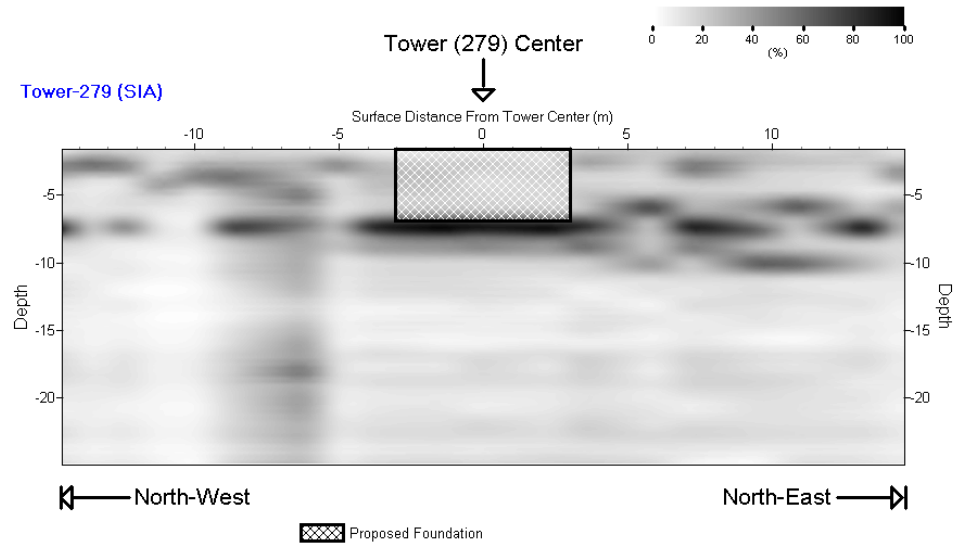 0 20 40 60 80 100
(%)
Tower (279) Center
Tower-279 (SIA)
Surface Distance From Tower Center (m)
-10 -5 0 5 10
-5 -5
-10 -10
Depth Depth
-15 -15
-20 -20
North-West North-East
Proposed Foundation